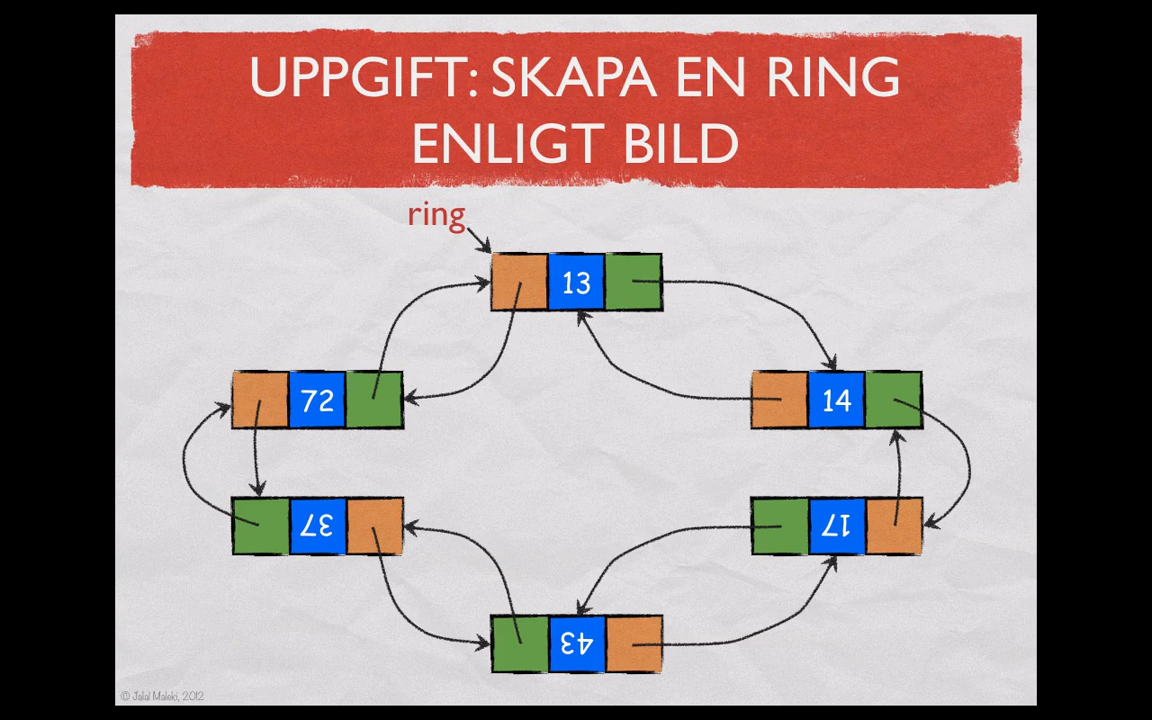 UPPGIFT: SKAPA EN RING
ENLIGT BILD
ring
13
72
14
37
17
43
© Jalal Maleki, 2012